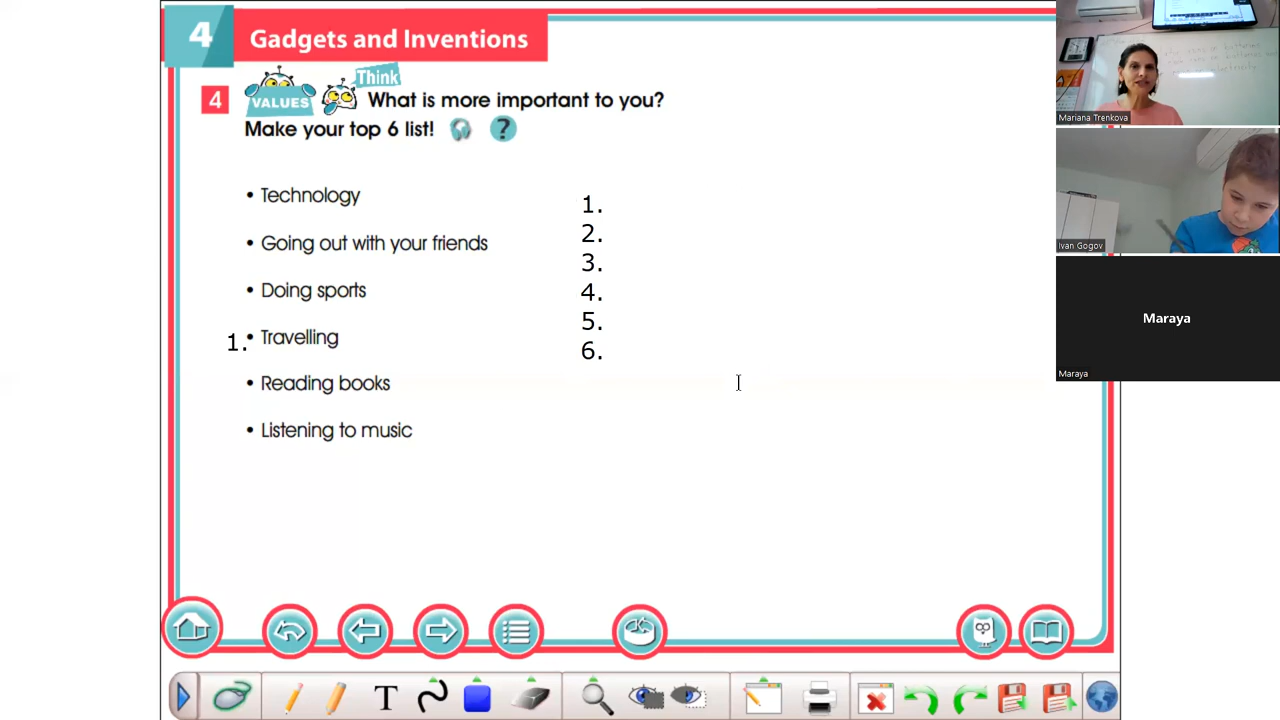 4 Gadgets and Inventions
4 VALUES Think What is more important to you?
Make your top 6 list! ?
• Technology
• Going out with your friends
• Doing sports
1. • Travelling
• Reading books
• Listening to music
1.
2.
3.
4.
5.
6.
T
Mariana Trenkova
Ivan Gogov
Maraya
Maraya